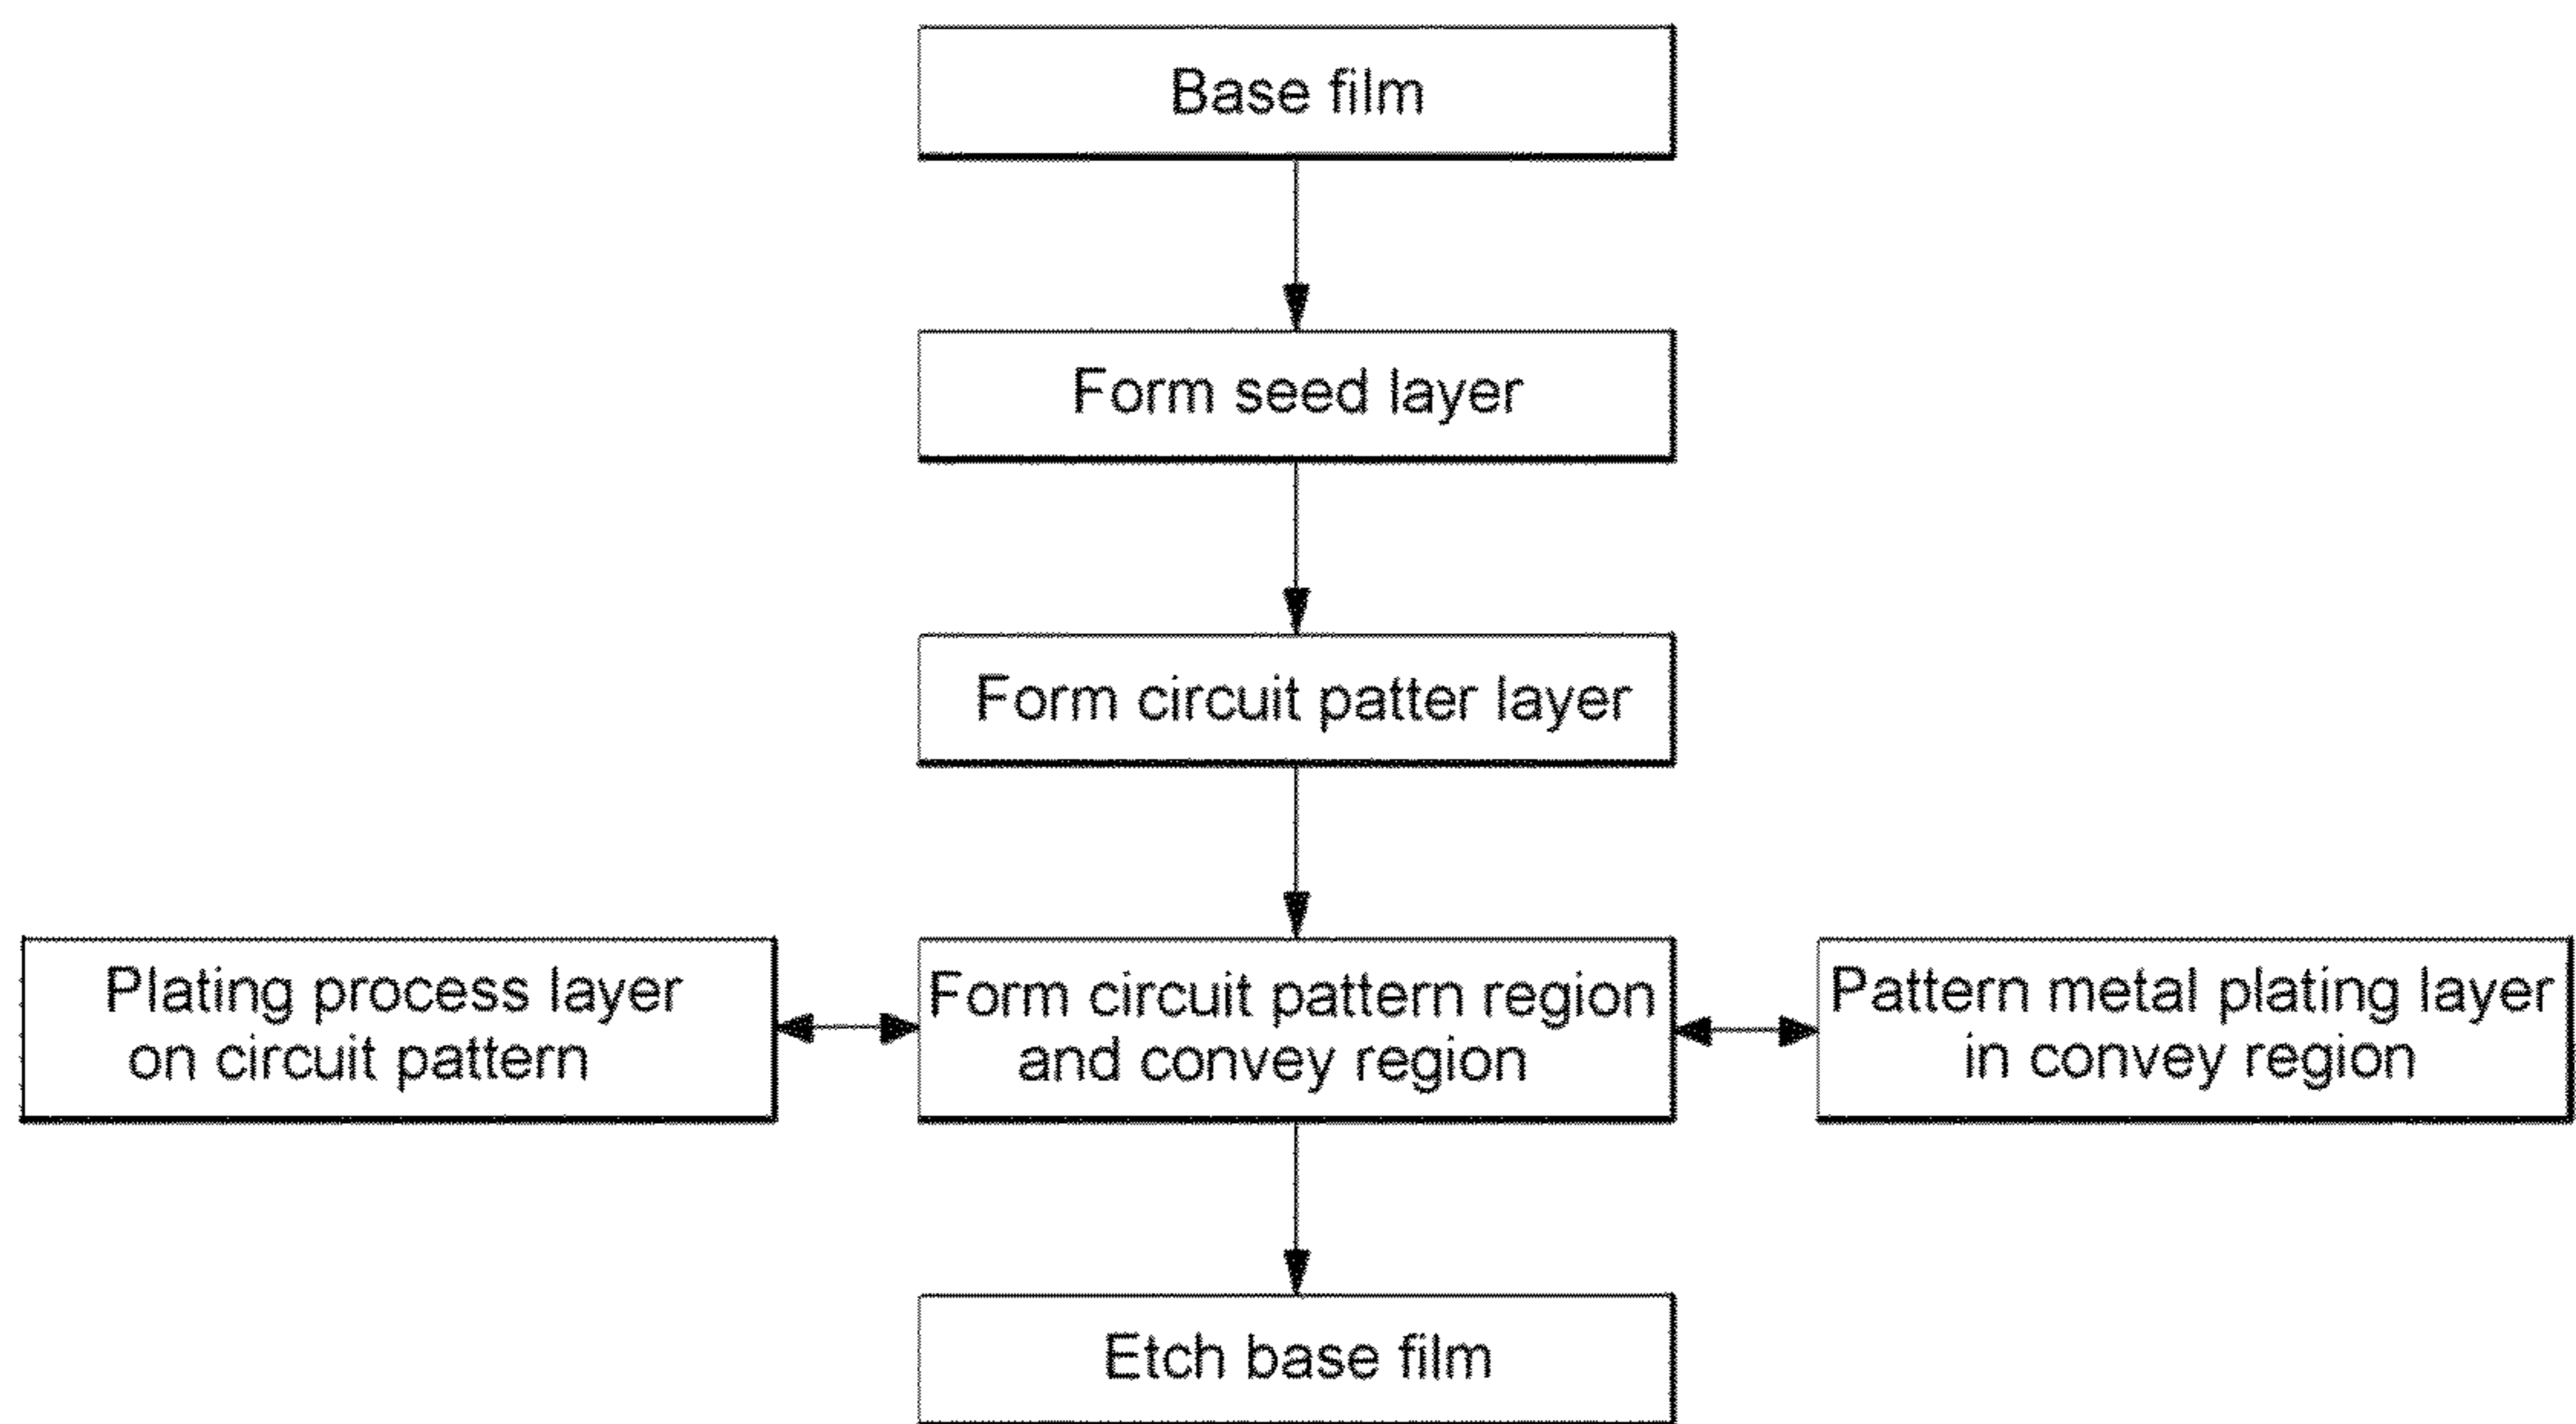 Base film
Form seed layer
Form circuit patter layer
Plating process layer
on circuit pattern
Form circuit pattern region
and convey region
Pattern metal plating layer
in convey region
Etch base film